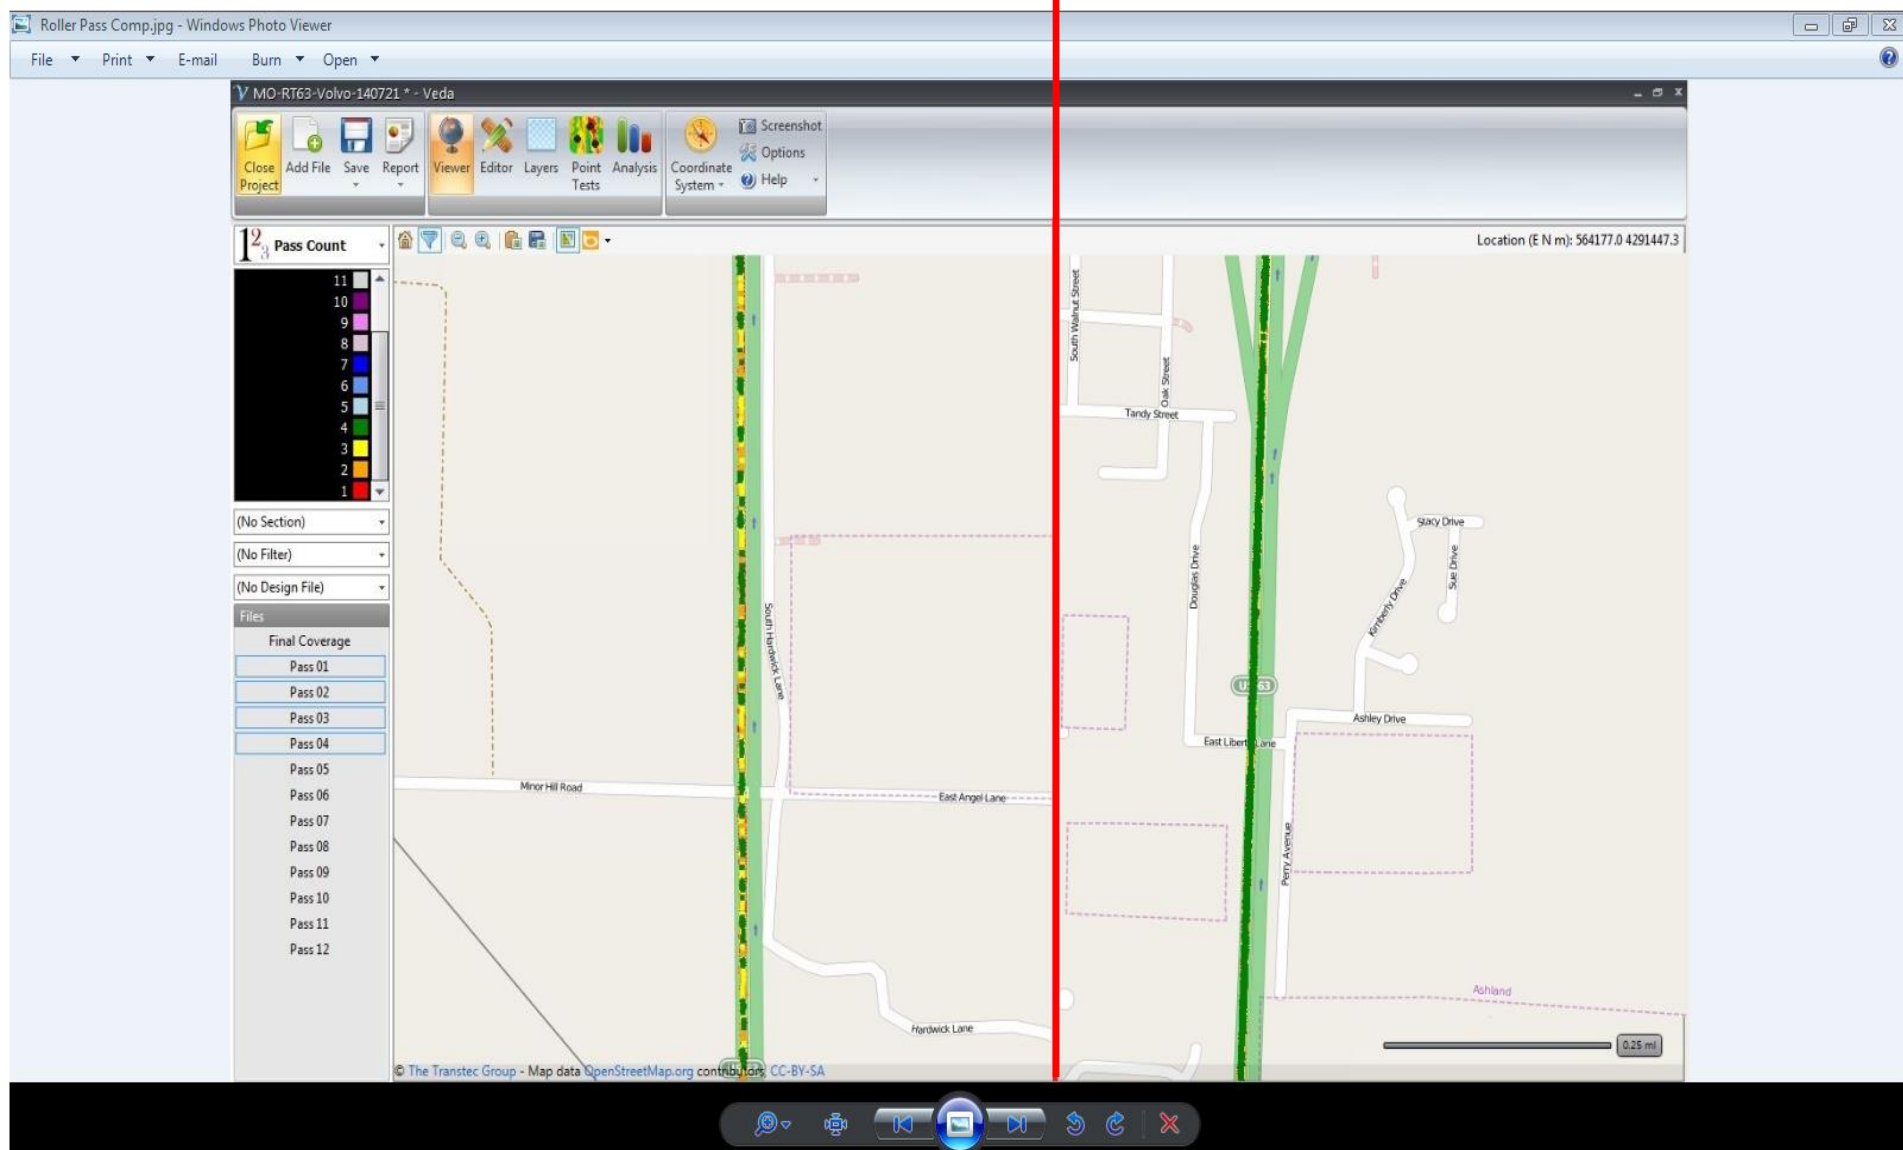 Roller Pass Comp.jpg - Windows Photo Viewer
File Print E-mail Burn Open
MO-RT63-Volvo-140721 * - Veda
Close Project
Add File
Save
Report
Viewer
Editor
Layers
Point Tests
Analysis
Coordinate System
Screenshot
Options
Help
123 Pass Count
Location (E N m): 564177.0 4291447.3
11
10
9
8
7
6
5
4
3
2
1
(No Section)
(No Filter)
(No Design File)
Files
Final Coverage
Pass 01
Pass 02
Pass 03
Pass 04
Pass 05
Pass 06
Pass 07
Pass 08
Pass 09
Pass 10
Pass 11
Pass 12
South Hardwick Lane
Minor Hill Road
East Angel Lane
Hardwick Lane
South Walnut Street
Oak Street
Tandy Street
Douglas Drive
Stacy Drive
Sue Drive
Kimberly Drive
US 63
Ashley Drive
East Liberty Lane
Perry Avenue
Ashland
0.25 mi
© The Transtec Group - Map data OpenStreetMap.org contributors, CC-BY-SA